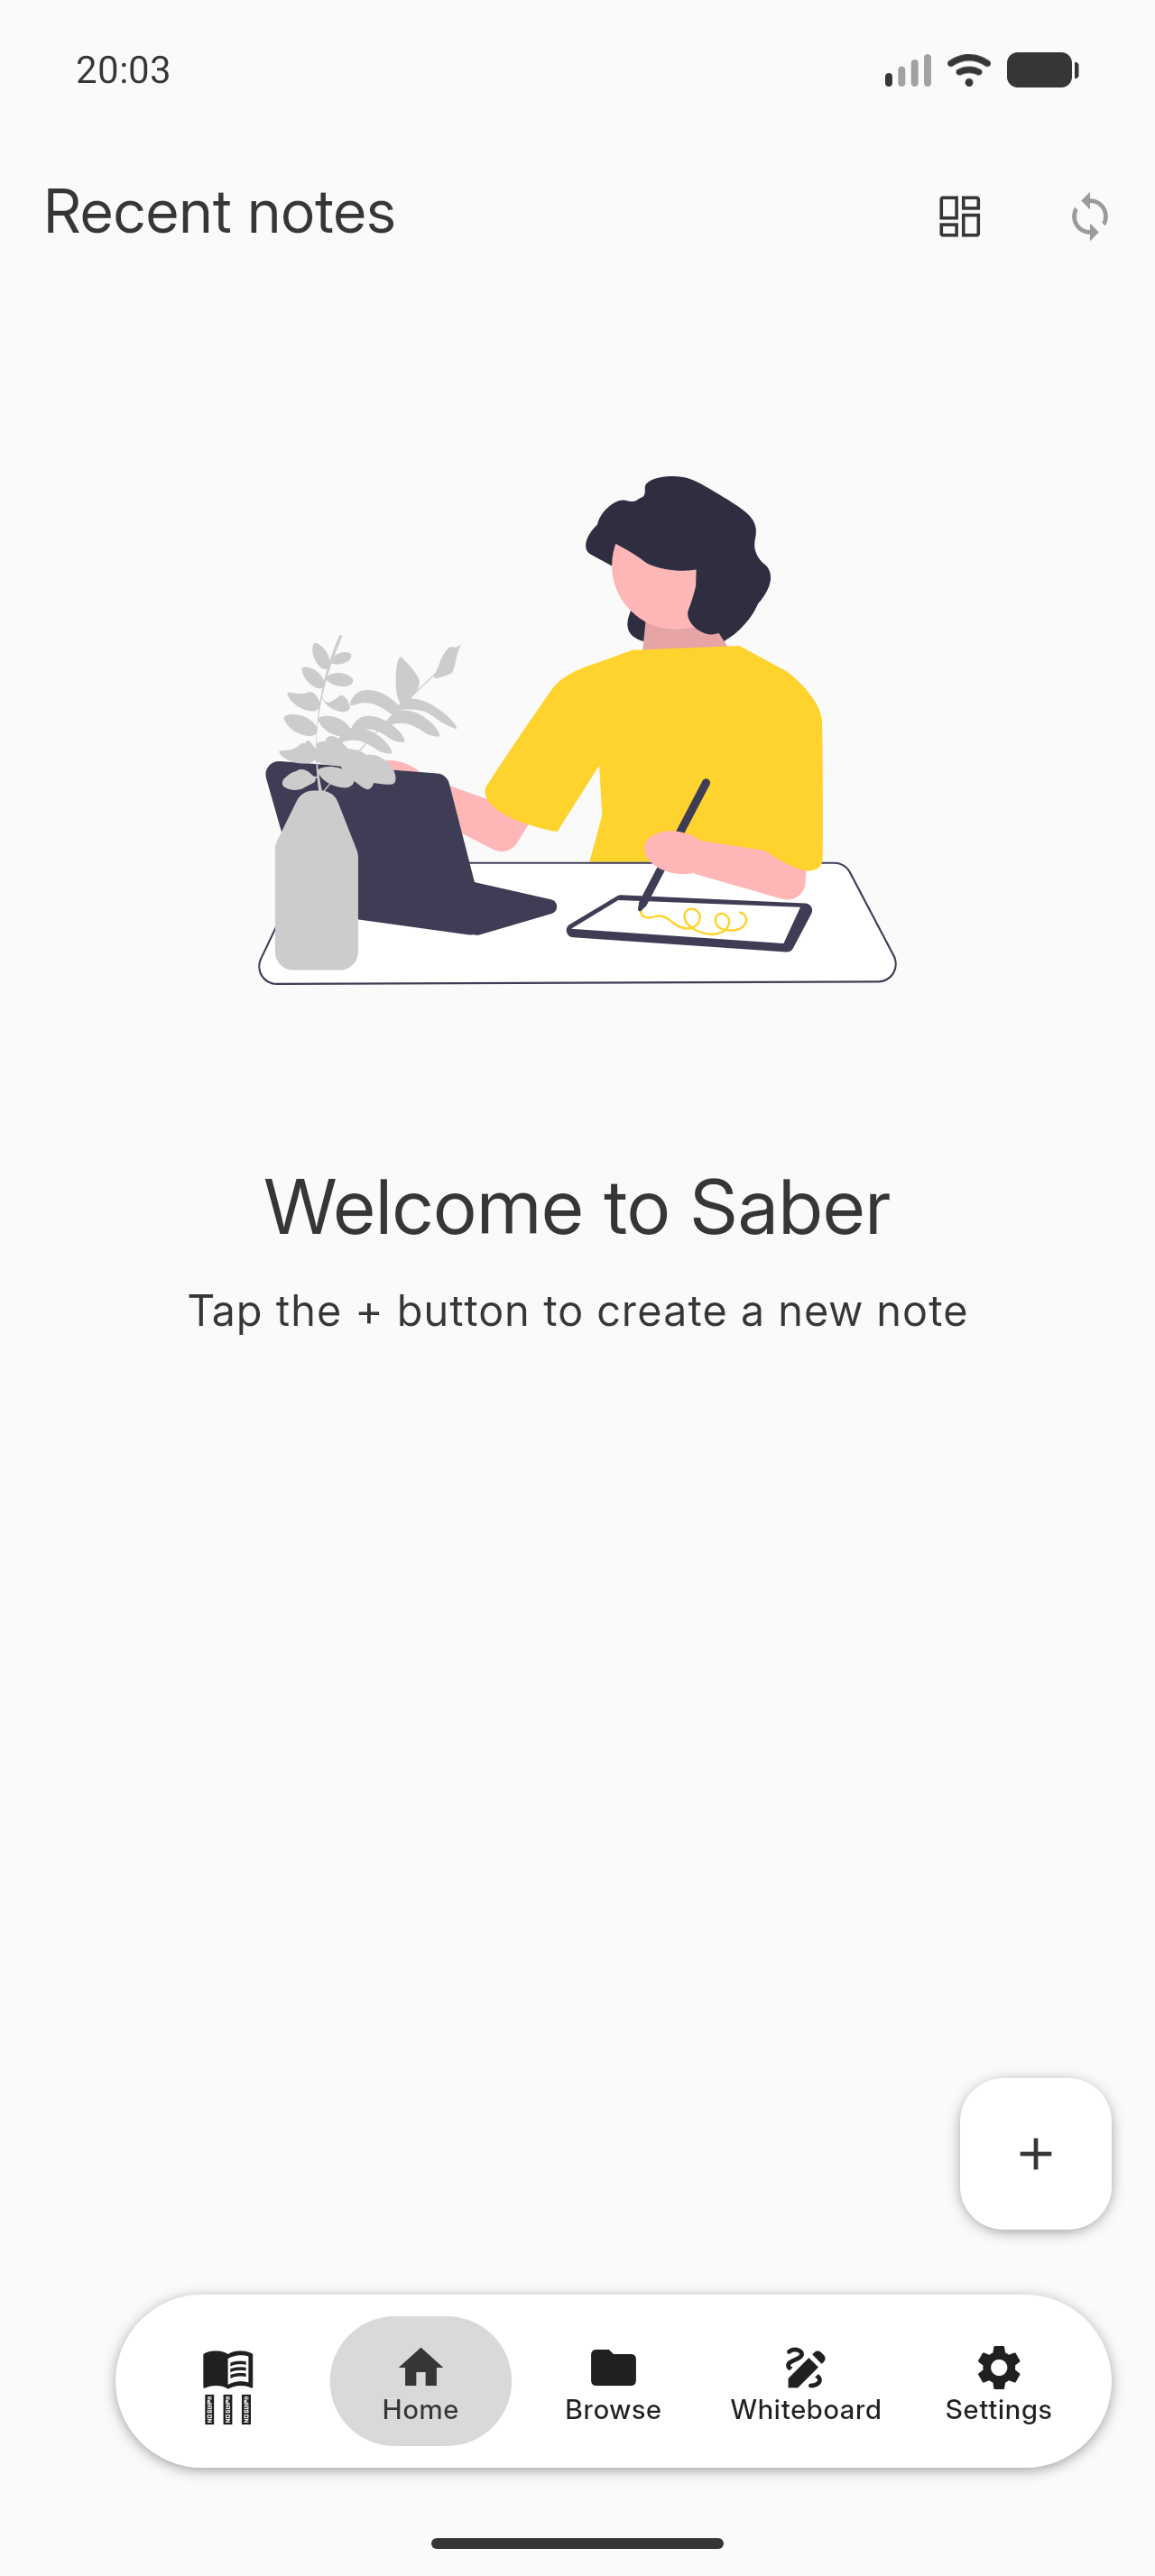 20:03
Recent notes
Welcome to Saber
Tap the + button to create a new note
Home
Browse
Whiteboard
Settings